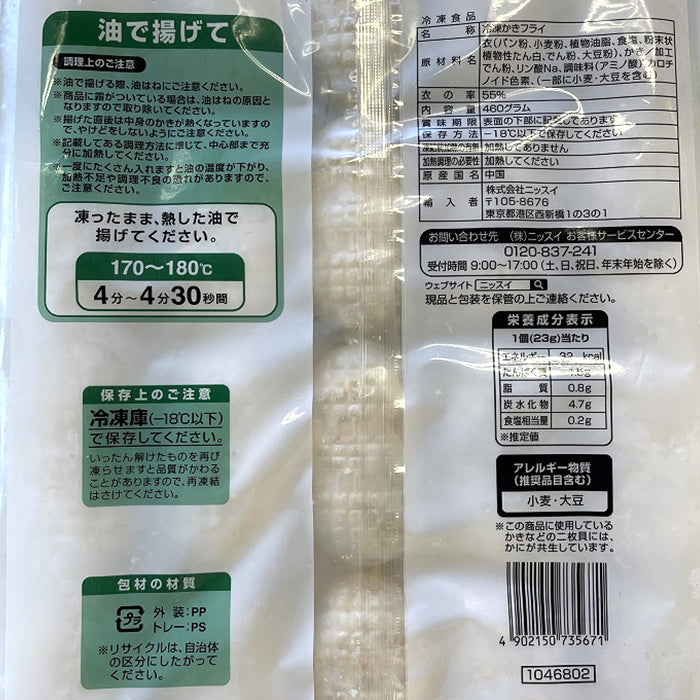 油で揚げて
調理上のご注意
※油で揚げる際、油はねにご注意ください。
※商品に霜がついている場合は、油はねの原因と
なりますので取り除いてください。
※揚げた直後は中身のかきが熱くなっていますの
で、やけどをしないようにご注意ください。
※記載してある調理方法に準じて、中心部まで充
分に加熱してください。
※一度にたくさん入れますと油の温度が下がり、
加熱不足や調理不良の恐れがありますので、
ご注意ください。
凍ったまま、熱した油で
揚げてください。
170〜180℃
4分〜4分30秒間
保存上のご注意
冷凍庫(−18℃以下)
で保存してください。
いったん解けたものを再び
凍らせますと品質がかわる
ことがありますので、再凍結
はさけてください。
包材の材質
プラ
外装:PP
トレー:PS
※リサイクルは、自治体
の区分にしたがって
ください。
冷凍食品
名称 冷凍かきフライ
原材料名 衣(パン粉、小麦粉、植物油脂、食塩、粉末状
植物性たん白、でん粉、大豆粉)、かき/加工
でん粉、リン酸Na、調味料(アミノ酸)、カロチ
ノイド色素、(一部に小麦・大豆を含む)
衣の率 55%
内容量 460グラム
賞味期限 表面の下部に記載してあります
保存方法 −18℃以下で保存してください
凍結前加熱の有無 加熱してありません
加熱調理の必要性 加熱してください
原産国名 中国
輸入者 株式会社ニッスイ
〒105-8676
東京都港区西新橋1の3の1
お問い合わせ先 (株)ニッスイ お客様サービスセンター
0120-837-241
受付時間 9:00〜17:00(土、日、祝日、年末年始を除く)
ウェブサイト ニッスイ
現品と包装を保管の上ご連絡ください。
栄養成分表示
1個(23g)当たり
エネルギー 32 kcal
たんぱく質 1.5g
脂質 0.8g
炭水化物 4.7g
食塩相当量 0.2g
※推定値
アレルギー物質
(推奨品目含む)
小麦・大豆
※この商品に使用している
かきなどの二枚貝には、
かにが共生しています。
4 902150 735671
1046802